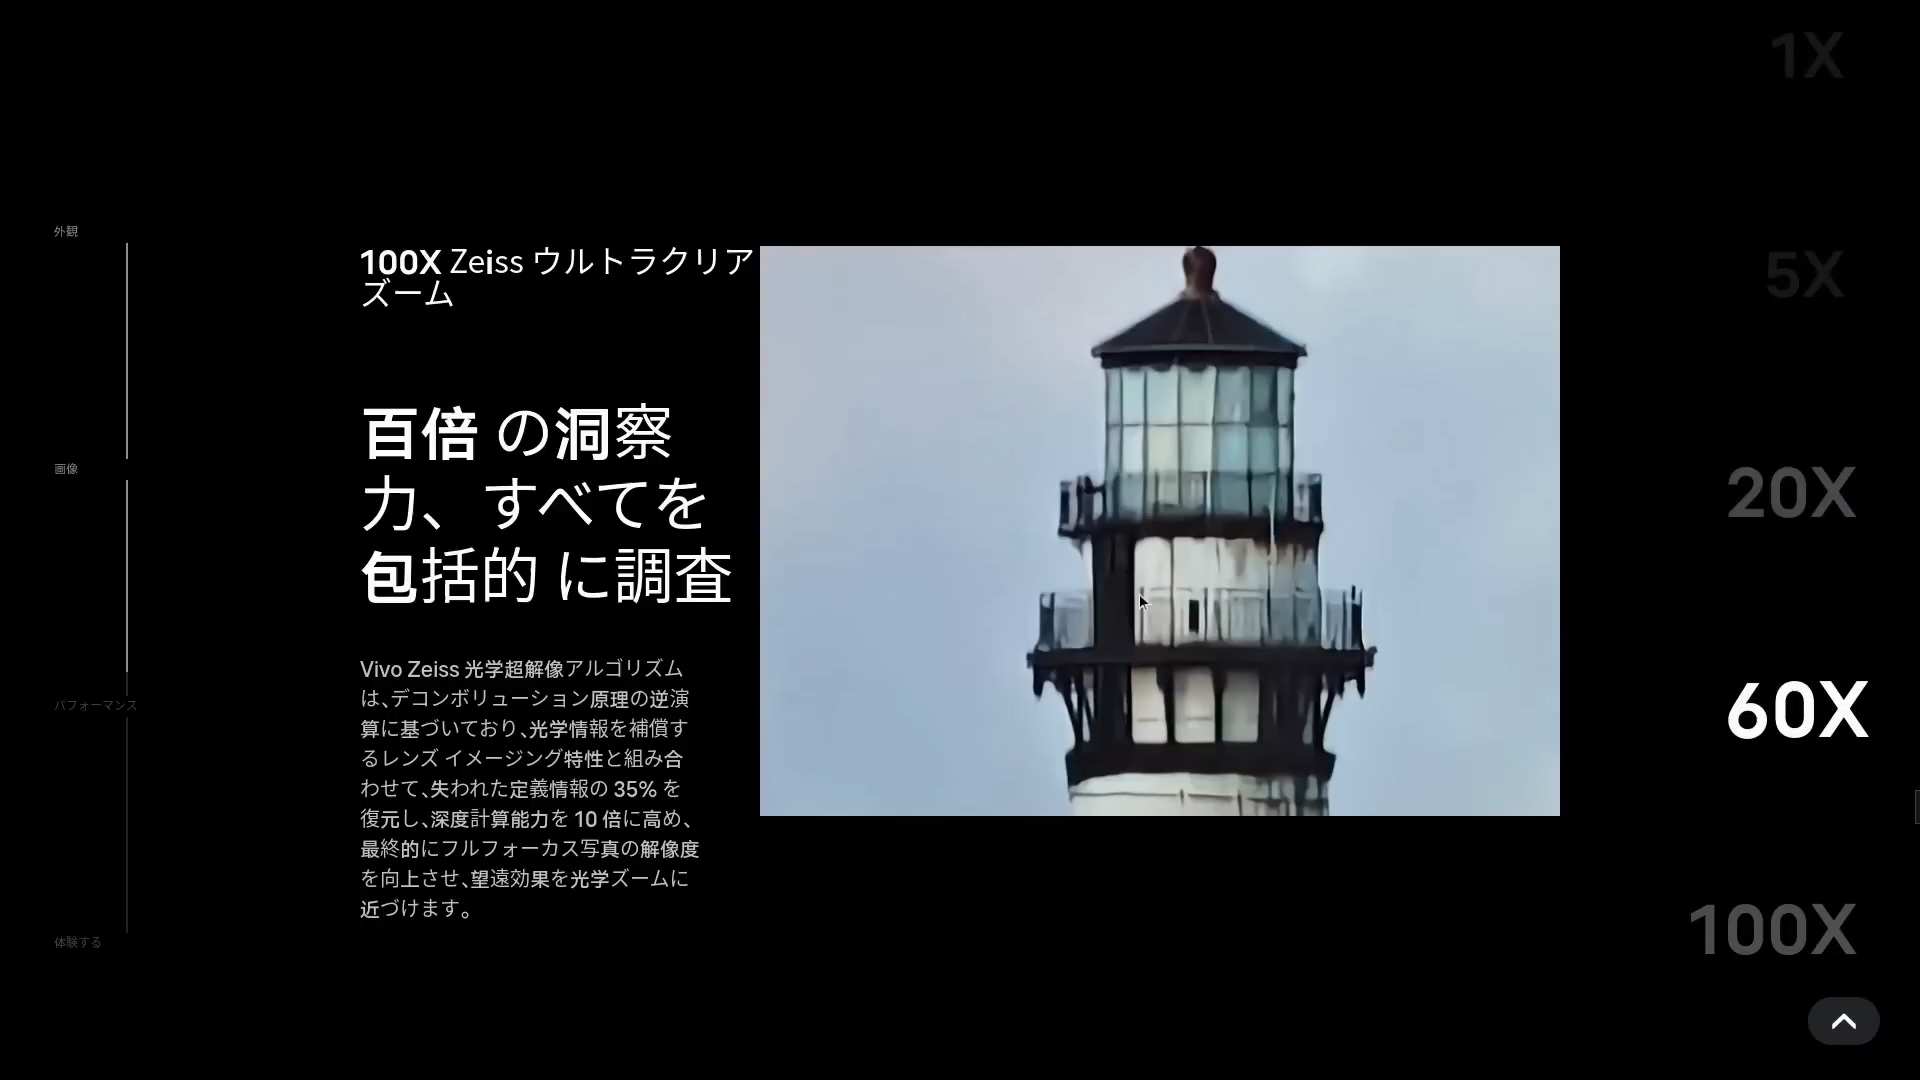 1X
外観
100X Zeiss ウルトラクリア
ズーム
5X
百倍 の洞察
力、すべてを
包括的 に調査
画像
20X
Vivo Zeiss 光学超解像アルゴリズム
は、デコンボリューション原理の逆演
算に基づいており、光学情報を補償す
るレンズ イメージング特性と組み合
わせて、失われた定義情報の 35% を
復元し、深度計算能力を 10 倍に高め、
最終的にフルフォーカス写真の解像度
を向上させ、望遠効果を光学ズームに
近づけます。
パフォーマンス
60X
体験する
100X